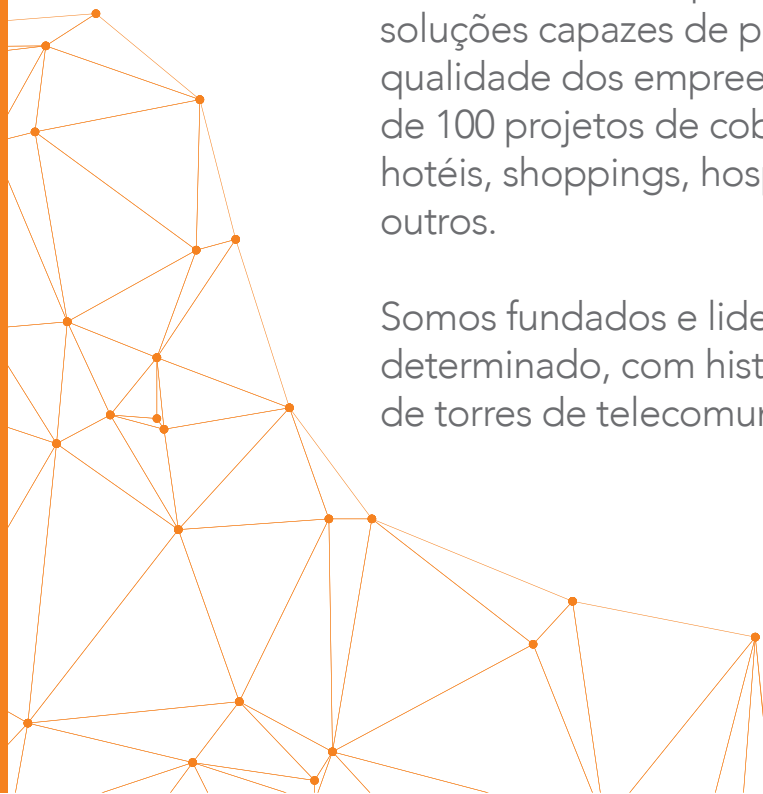 soluções capazes de p
qualidade dos empree
de 100 projetos de cob
hotéis, shoppings, hosp
outros.
Somos fundados e lide
determinado, com hist
de torres de telecomu